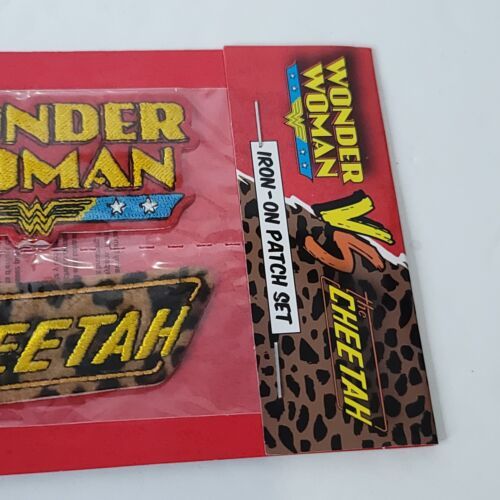 NDER
OMAN
EETAH
WONDER
WOMAN
VS
the
CHEETAH
IRON-ON PATCH SET